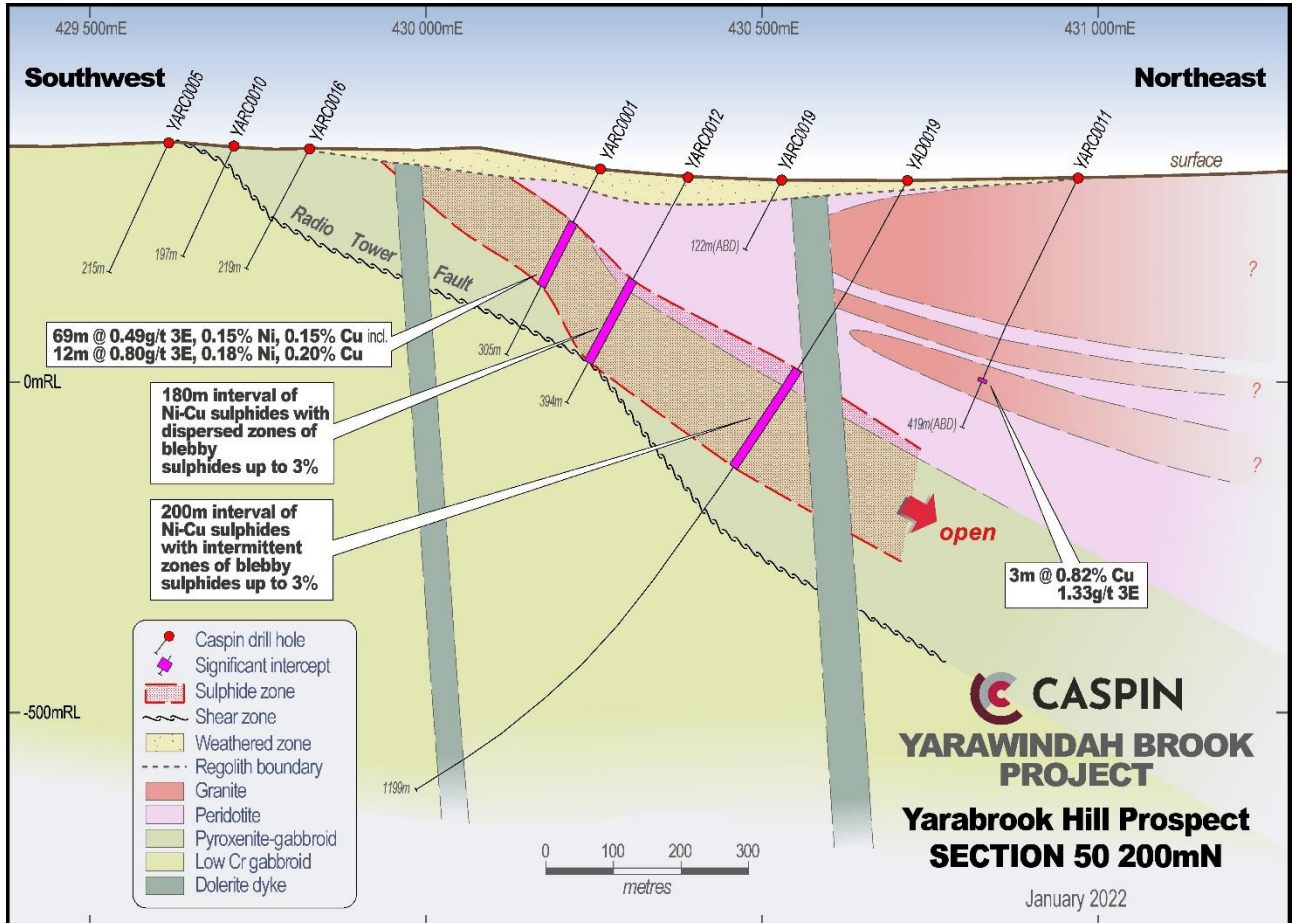 429 500mE
430 000mE
430 500mE
431 000mE
Southwest
Northeast
YARC0005
YARC0010
YARC0016
YARC0001
YARC0012
YARC0019
YAD0019
YARC0011
surface
Radio Tower Fault
215m
197m
219m
122m(ABD)
305m
394m
419m(ABD)
1199m
?
?
?
69m @ 0.49g/t 3E, 0.15% Ni, 0.15% Cu incl.
12m @ 0.80g/t 3E, 0.18% Ni, 0.20% Cu
0mRL
180m interval of
Ni-Cu sulphides with
dispersed zones of
blebby
sulphides up to 3%
200m interval of
Ni-Cu sulphides
with intermittent
zones of blebby
sulphides up to 3%
open
3m @ 0.82% Cu
1.33g/t 3E
-500mRL
Caspin drill hole
Significant intercept
Sulphide zone
Shear zone
Weathered zone
Regolith boundary
Granite
Peridotite
Pyroxenite-gabbroid
Low Cr gabbroid
Dolerite dyke
0 100 200 300
metres
CASPIN
YARAWINDAH BROOK
PROJECT
Yarabrook Hill Prospect
SECTION 50 200mN
January 2022